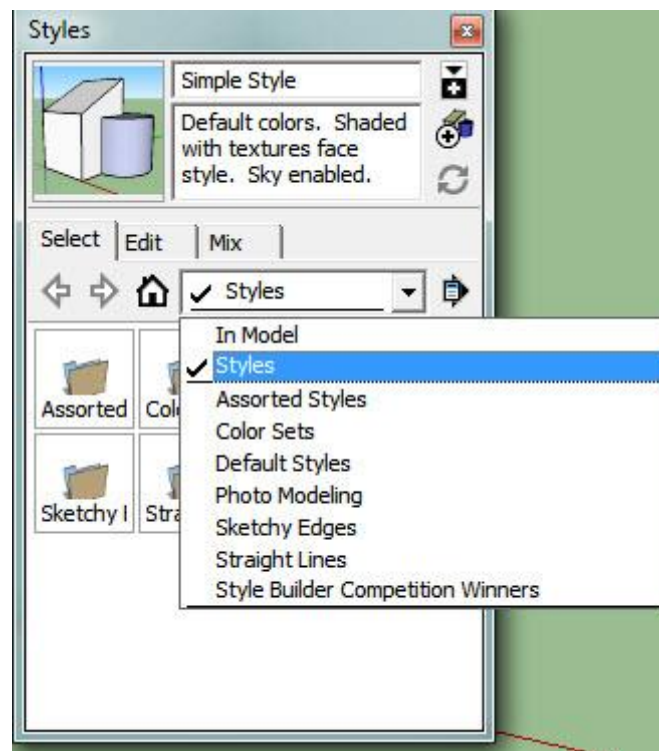 Styles
Simple Style
Default colors. Shaded
with textures face
style. Sky enabled.
Select Edit Mix
Styles
In Model
Styles
Assorted Styles
Color Sets
Default Styles
Photo Modeling
Sketchy Edges
Straight Lines
Style Builder Competition Winners
Assorted
Sketchy